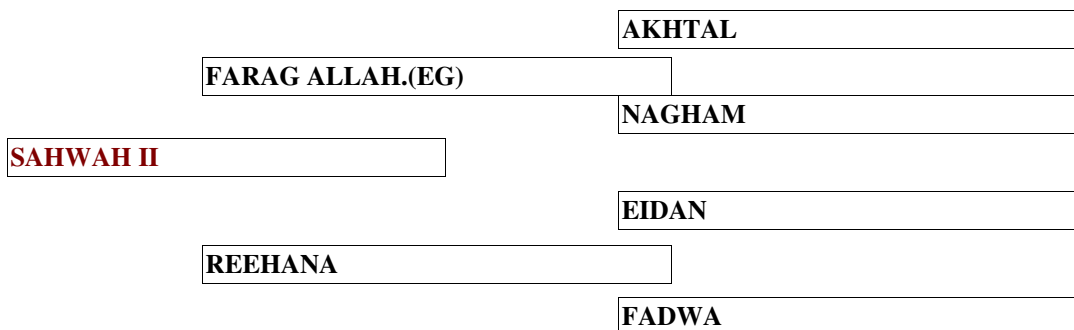 AKHTAL
FARAG ALLAH.(EG)
NAGHAM
SAHWAH II
EIDAN
REEHANA
FADWA